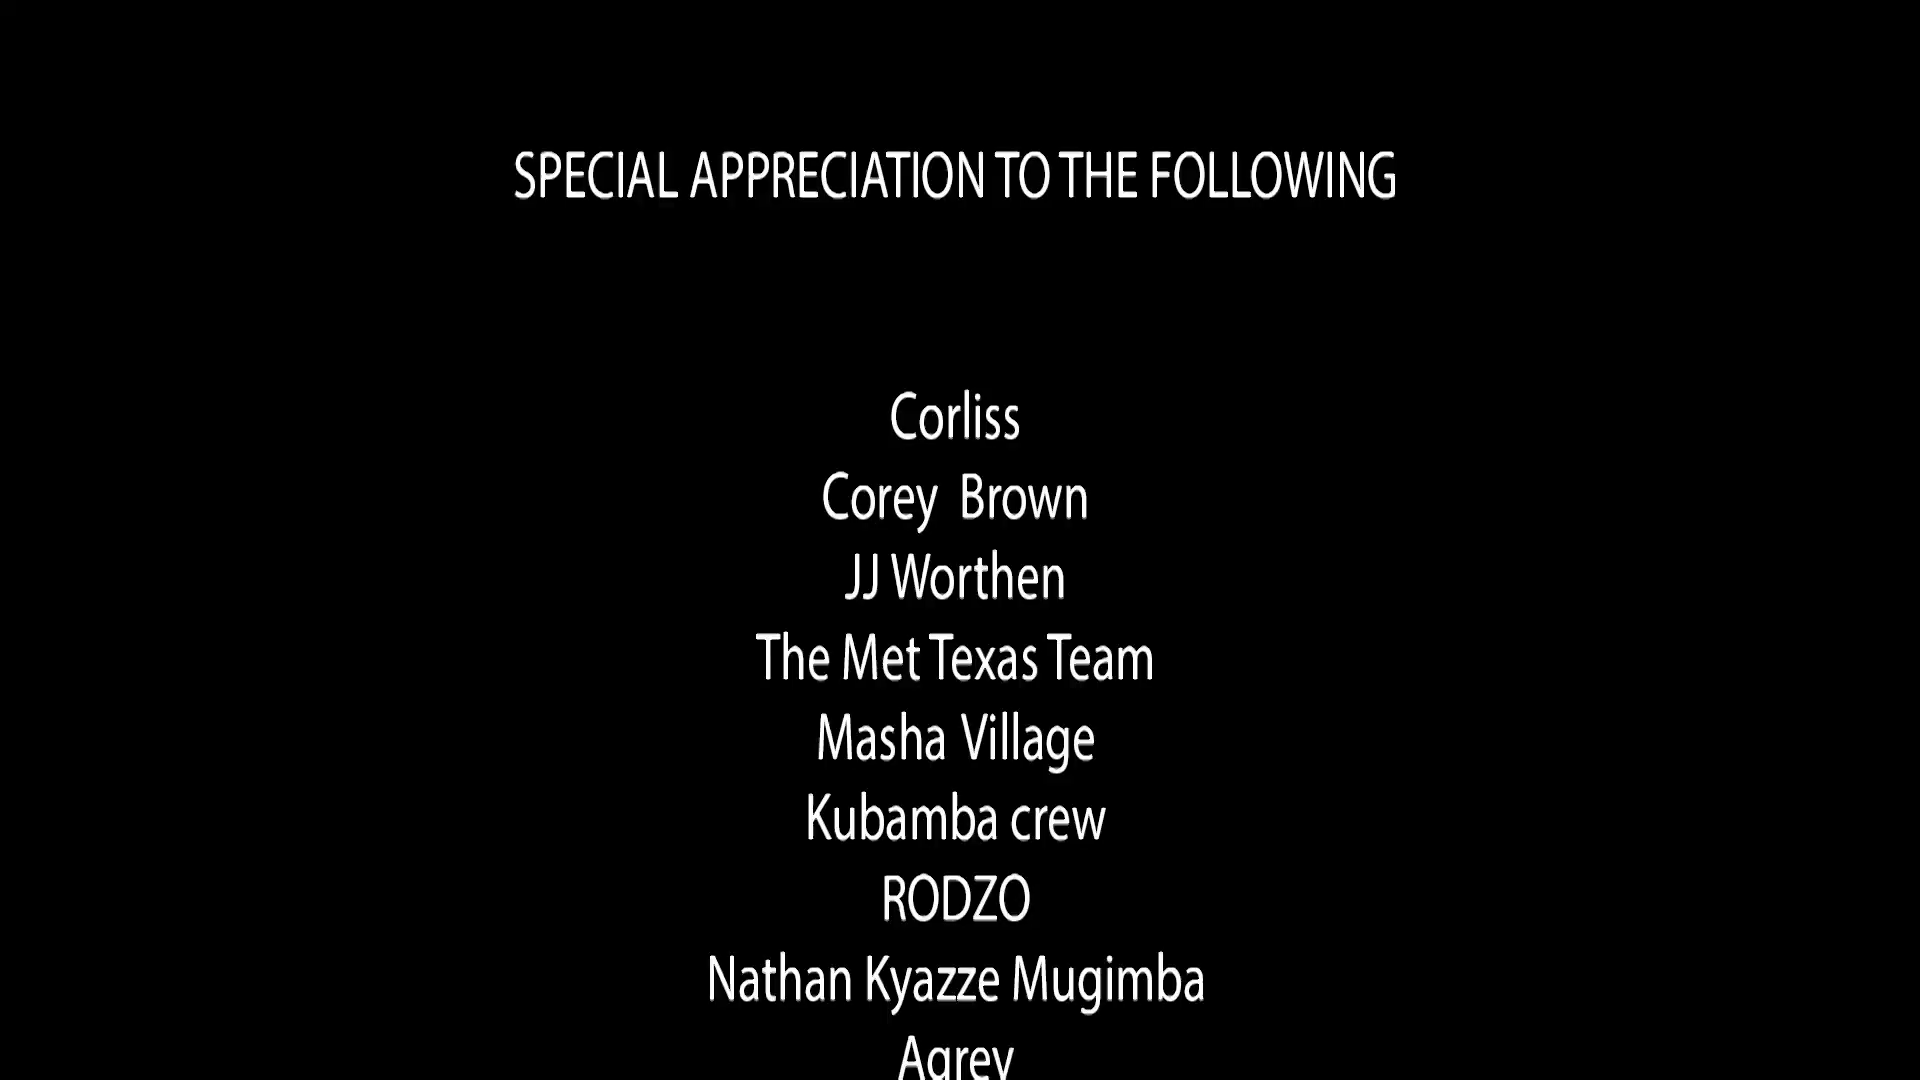 SPECIAL APPRECIATION TO THE FOLLOWING
Corliss
Corey Brown
JJ Worthen
The Met Texas Team
Masha Village
Kubamba crew
RODZO
Nathan Kyazze Mugimba
Agrey